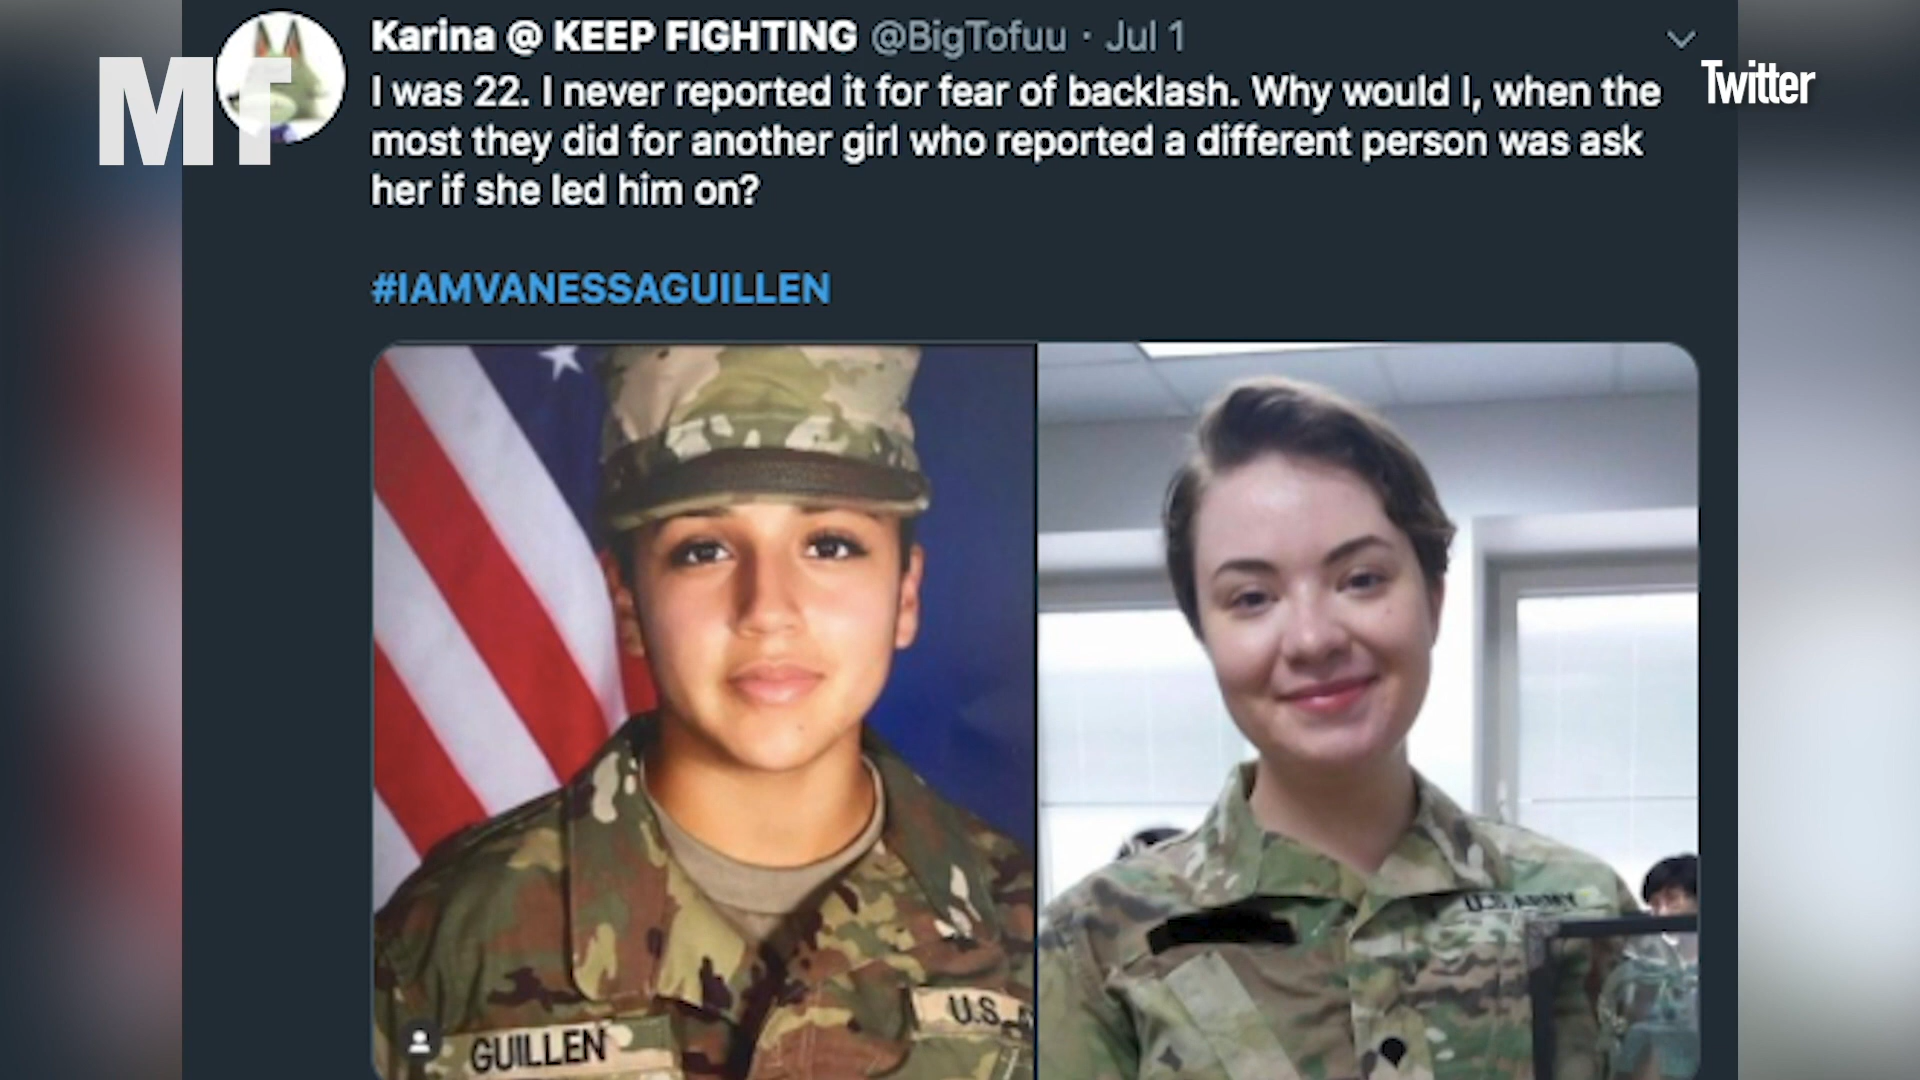 Karina @ KEEP FIGHTING @BigTofuu · Jul 1
I was 22. I never reported it for fear of backlash. Why would I, when the
most they did for another girl who reported a different person was ask
her if she led him on?
#IAMVANESSAGUILLEN
MT
Twitter
U.S. ARMY
U.S. A
GUILLEN